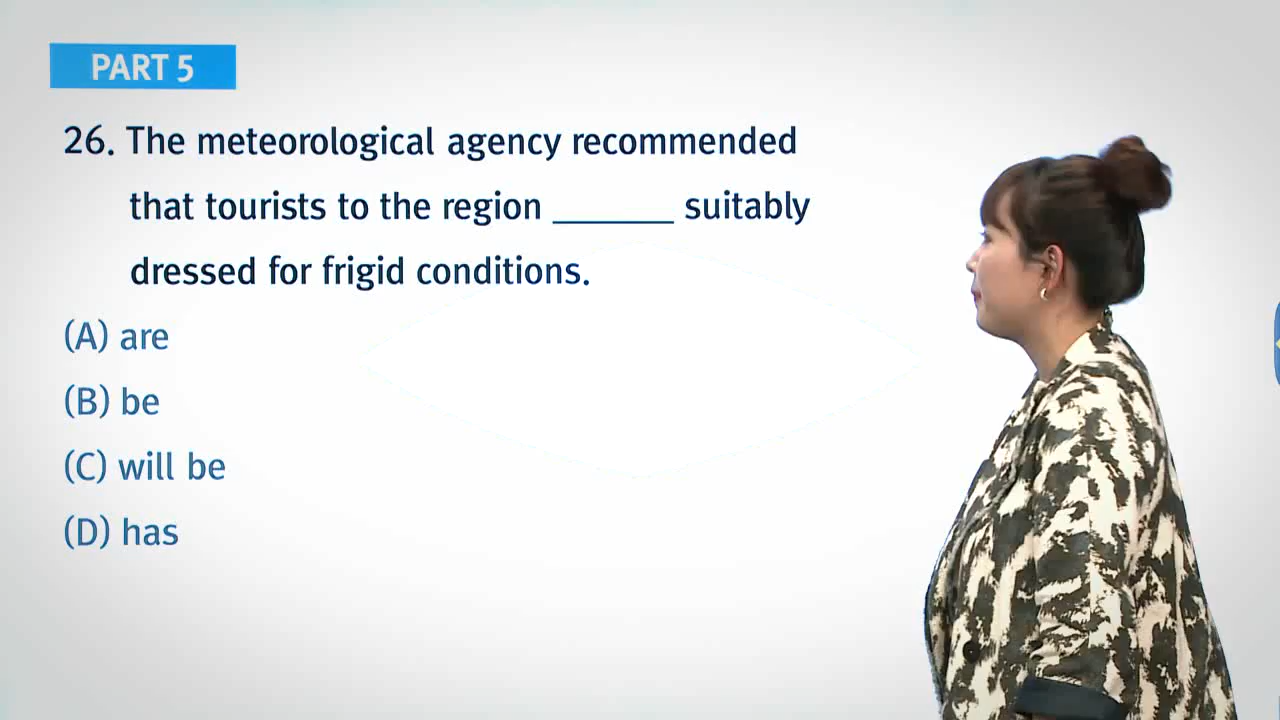 PART 5
26. The meteorological agency recommended
that tourists to the region ______ suitably
dressed for frigid conditions.
(A) are
(B) be
(C) will be
(D) has